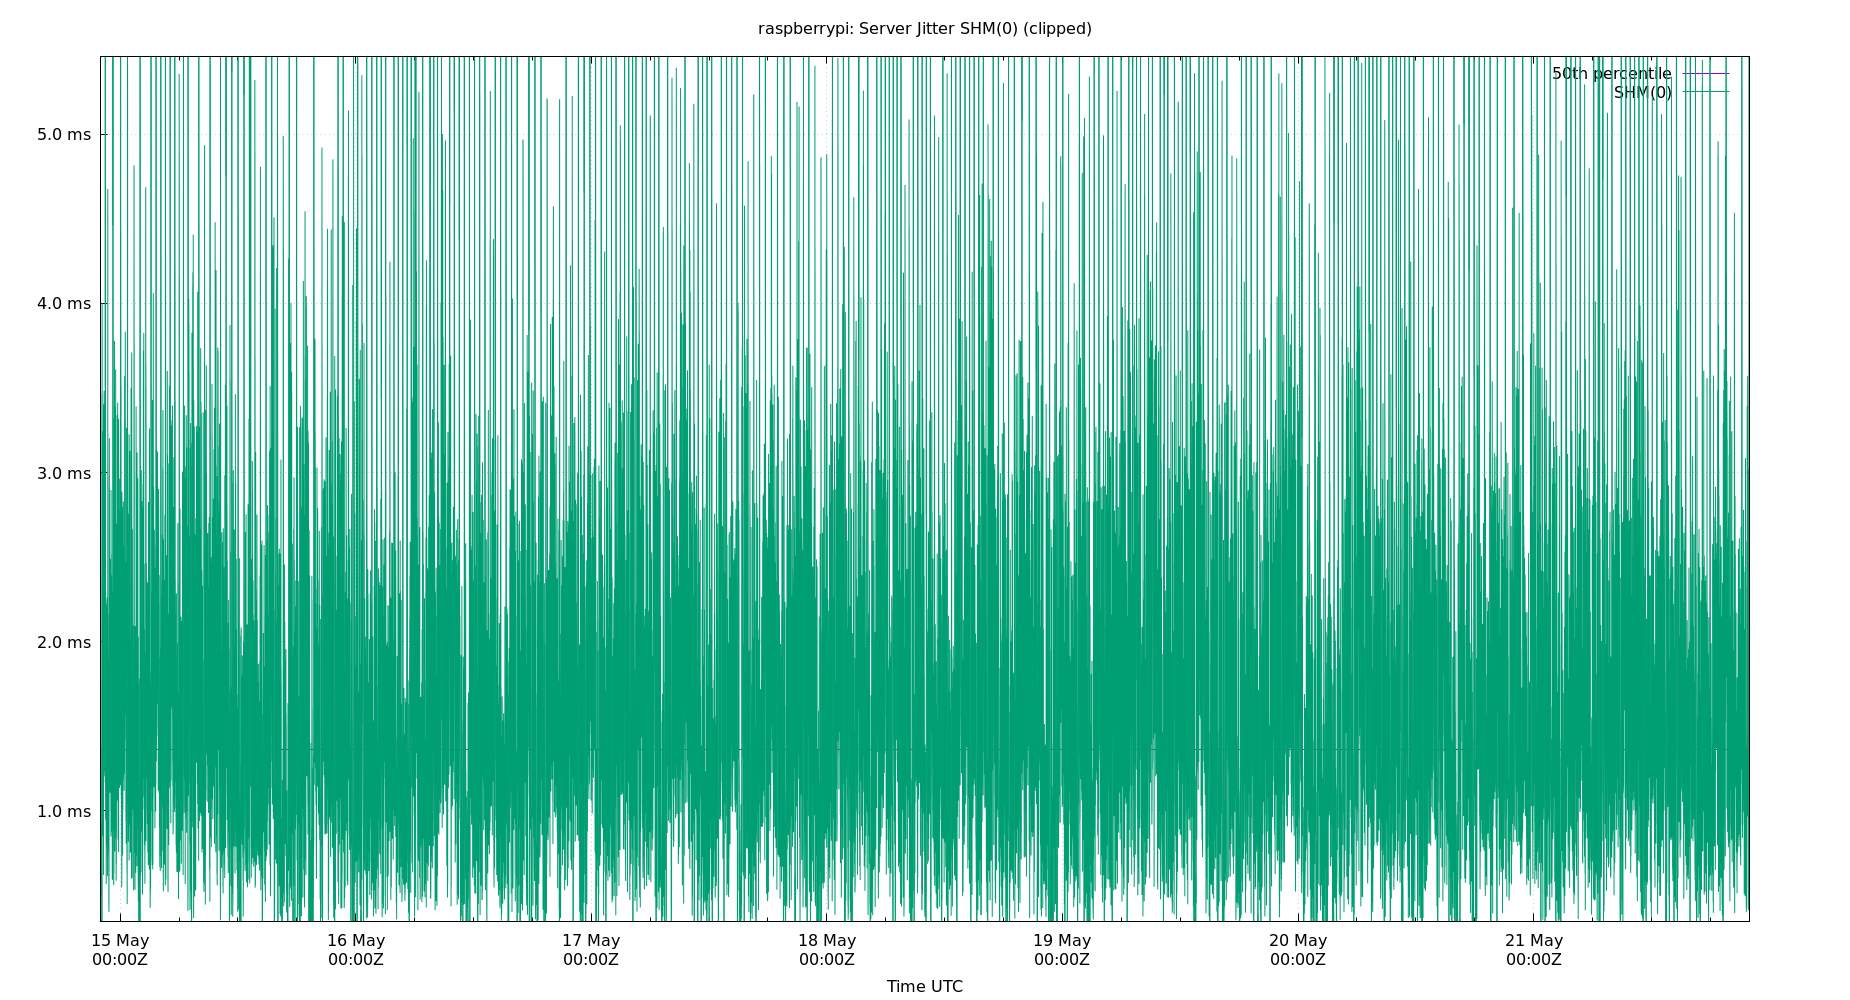 raspberrypi: Server Jitter SHM(0) (clipped)
50th percentile
SHM(0)
5.0 ms
4.0 ms
3.0 ms
2.0 ms
1.0 ms
15 May
00:00Z
16 May
00:00Z
17 May
00:00Z
18 May
00:00Z
19 May
00:00Z
20 May
00:00Z
21 May
00:00Z
Time UTC